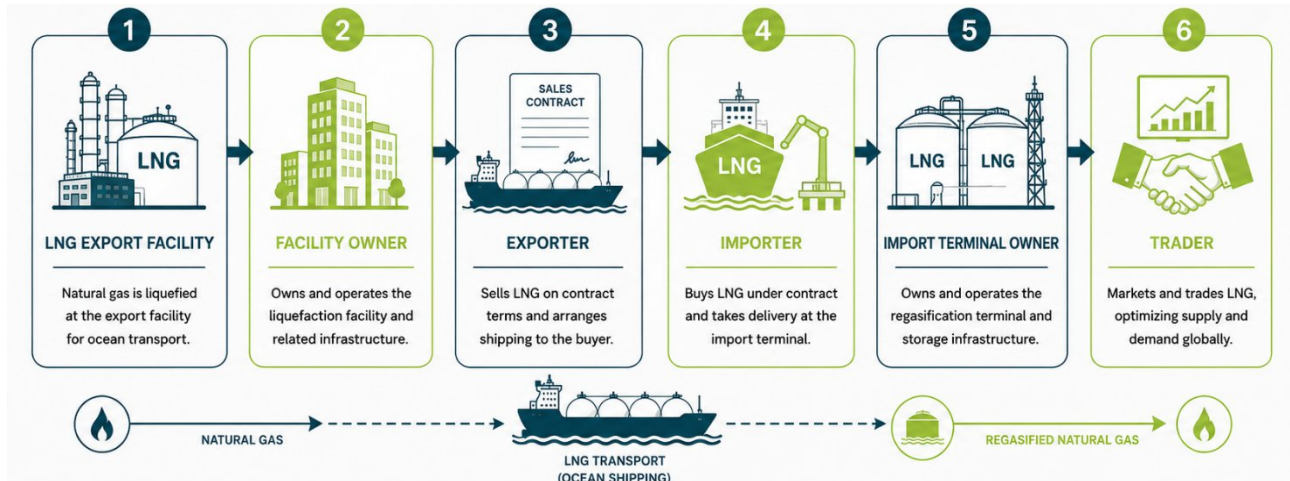 1
LNG
LNG EXPORT FACILITY
Natural gas is liquefied
at the export facility
for ocean transport.
2
FACILITY OWNER
Owns and operates the
liquefaction facility and
related infrastructure.
3
SALES
CONTRACT
EXPORTER
Sells LNG on contract
terms and arranges
shipping to the buyer.
4
LNG
IMPORTER
Buys LNG under contract
and takes delivery at the
import terminal.
5
LNG
LNG
IMPORT TERMINAL OWNER
Owns and operates the
regasification terminal and
storage infrastructure.
6
TRADER
Markets and trades LNG,
optimizing supply and
demand globally.
NATURAL GAS
LNG TRANSPORT
(OCEAN SHIPPING)
REGASIFIED NATURAL GAS